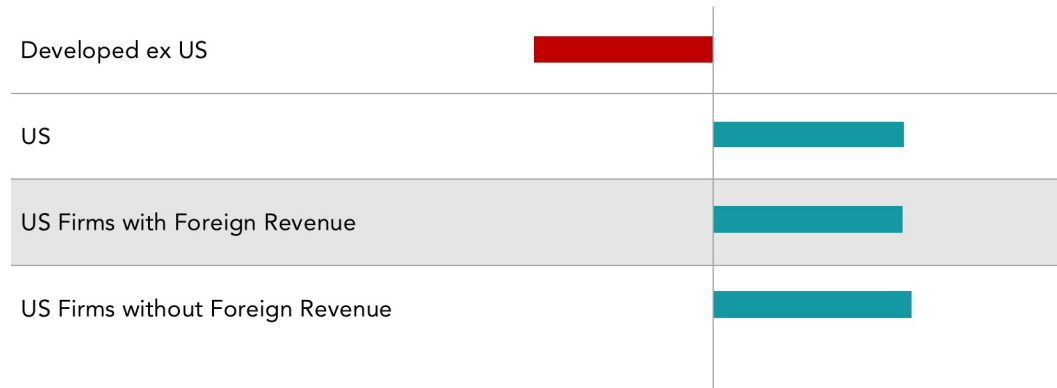 Developed ex US
US
US Firms with Foreign Revenue
US Firms without Foreign Revenue